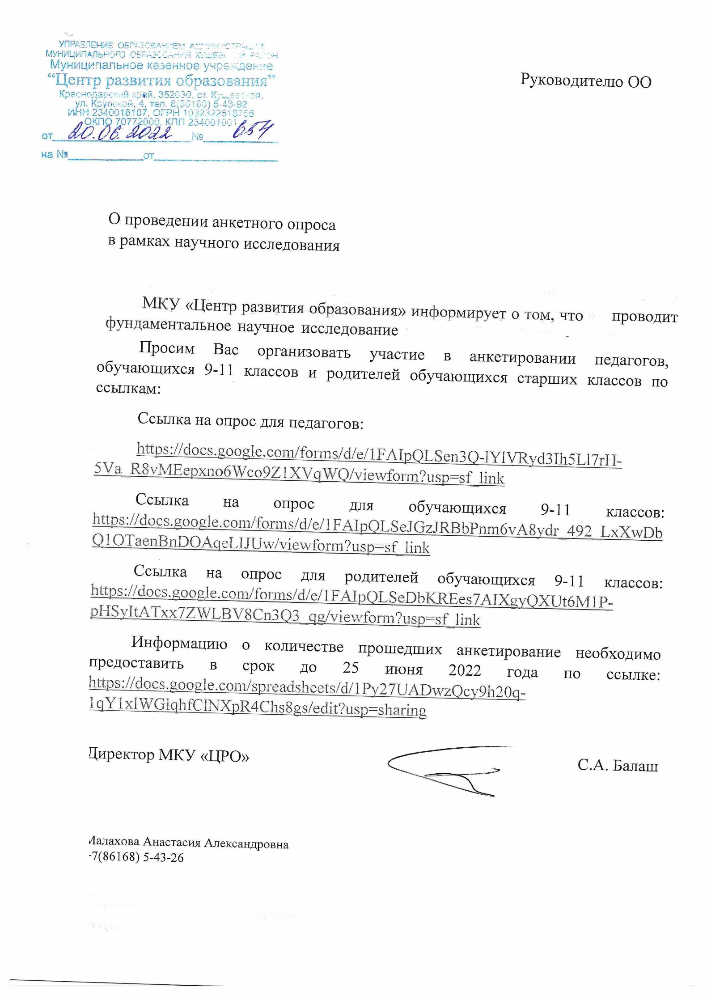 УПРАВЛЕНИЕ ОБРАЗОВАНИЕМ АДМИНИСТРАЦИИ
МУНИЦИПАЛЬНОГО ОБРАЗОВАНИЯ КУЩЕВСКИЙ РАЙОН
Муниципальное казенное учреждение
“Центр развития образования”
Краснодарский край, 352030, ст. Кущевская,
ул. Крупской, 4, тел. 8(86168) 5-43-92
ИНН 2340016107, ОГРН
ОКПО 70772000, КПП 234001001
от 20.06.2022 № 654
на № от
Руководителю ОО
О проведении анкетного опроса
в рамках научного исследования
МКУ «Центр развития образования» информирует о том, что проводит
фундаментальное научное исследование
Просим Вас организовать участие в анкетировании педагогов,
обучающихся 9-11 классов и родителей обучающихся старших классов по
ссылкам:
Ссылка на опрос для педагогов:
https://docs.google.com/forms/d/e/1FAIpQLSen3Q-lYlVRyd3Ih5Ll7rH-
5Va_R8vMEepxno6Wco9Z1XVqWQ/viewform?usp=sf_link
Ссылка на опрос для обучающихся 9-11 классов:
https://docs.google.com/forms/d/e/1FAIpQLSeJGzJRBbPnm6vA8ydr_492_LxXwDb
Q1OTaenBnDOAqeLIJUw/viewform?usp=sf_link
Ссылка на опрос для родителей обучающихся 9-11 классов:
https://docs.google.com/forms/d/e/1FAIpQLSeDbKREes7AIXgyQXUt6M1P-
pHSyItATxx7ZWLBV8Cn3Q3_qg/viewform?usp=sf_link
Информацию о количестве прошедших анкетирование необходимо
предоставить в срок до 25 июня 2022 года по ссылке:
https://docs.google.com/spreadsheets/d/1Py27UADwzQcy9h20q-
1qY1xlWGlqhfClNXpR4Chs8gs/edit?usp=sharing
Директор МКУ «ЦРО» С.А. Балаш
Малахова Анастасия Александровна
+7(86168) 5-43-26